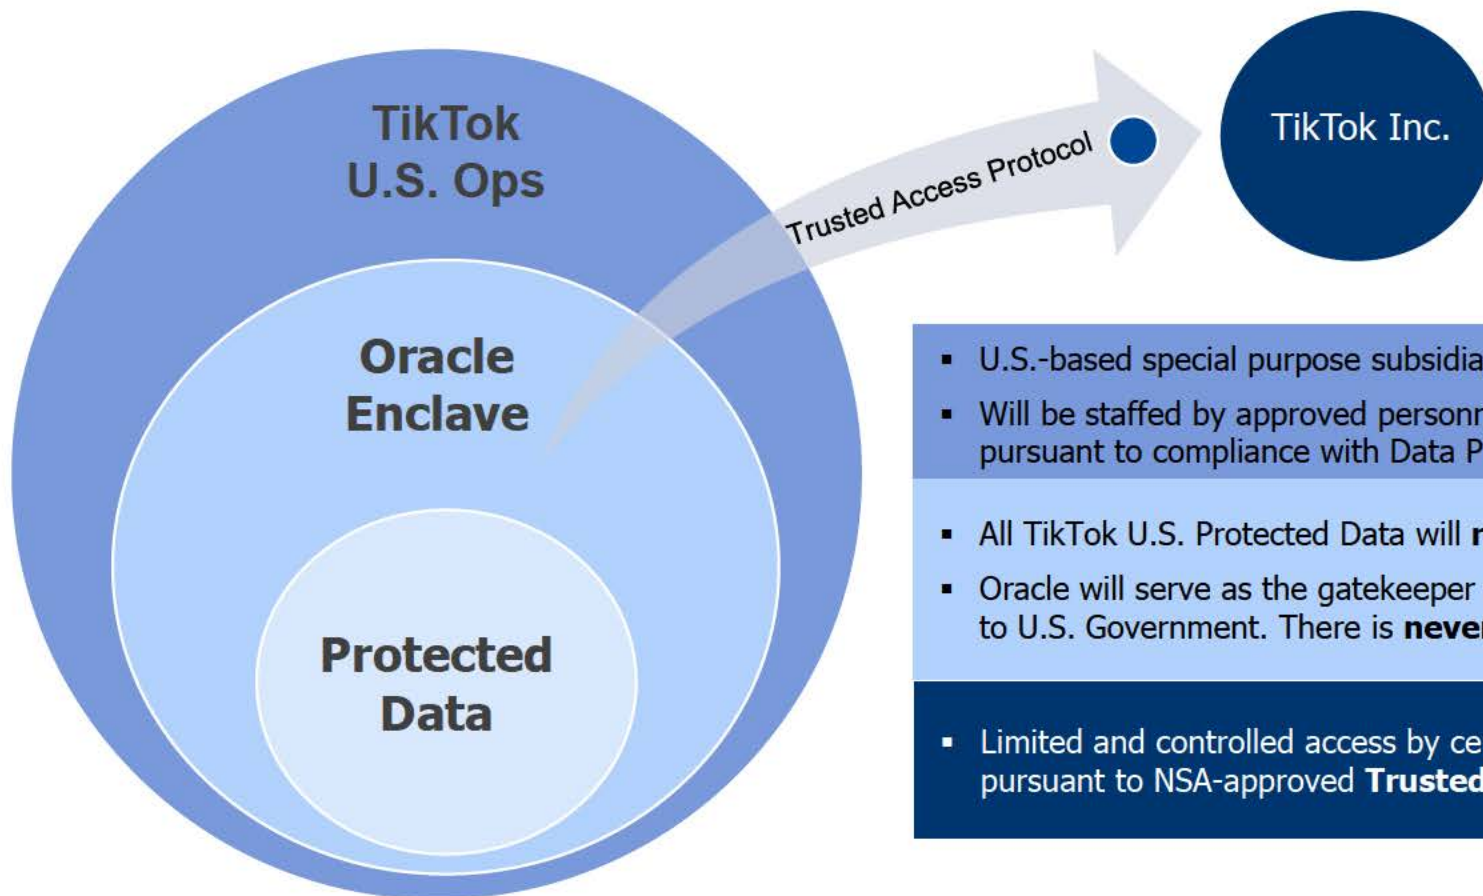 TikTok
U.S. Ops
Trusted Access Protocol
TikTok Inc.
Oracle
Enclave
Protected
Data
▪ U.S.-based special purpose
▪ Will be staffed by approved
pursuant to compliance with Data
▪ All TikTok U.S. Protected Data will
▪ Oracle will serve as the gatekeeper
to U.S. Government. There is never
▪ Limited and controlled access by
pursuant to NSA-approved Trusted